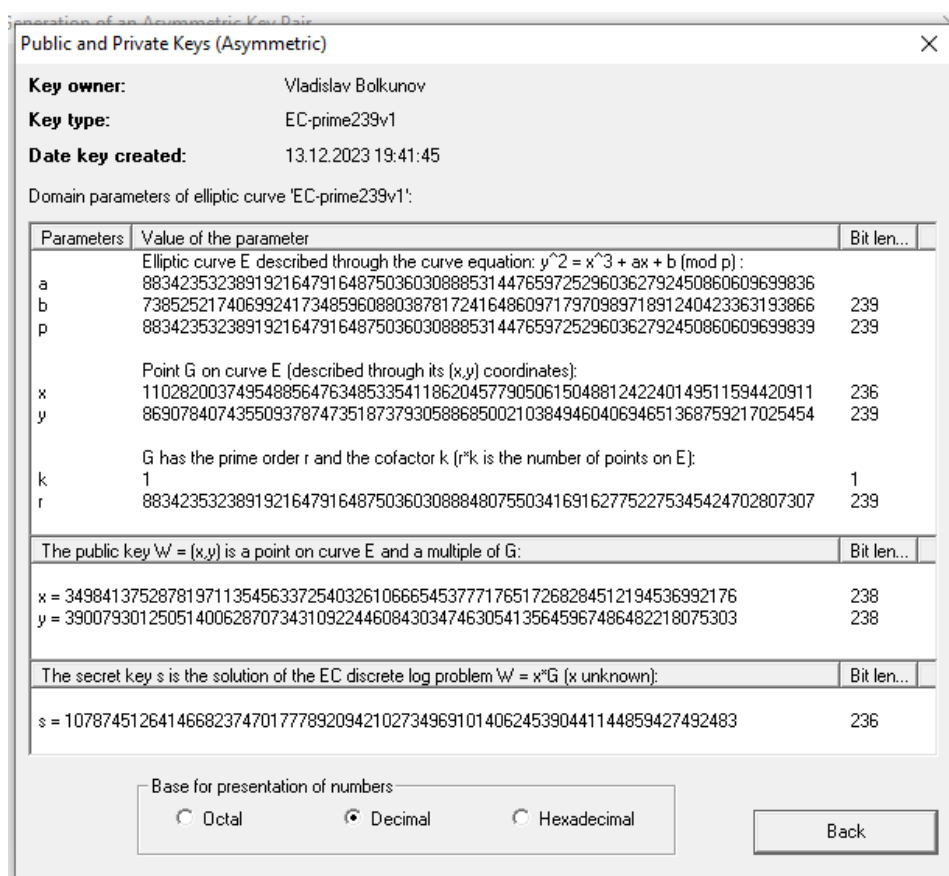 Generation of an Asymmetric Key Pair
Public and Private Keys (Asymmetric)
Key owner: Vladislav Bolkunov
Key type: EC-prime239v1
Date key created: 13.12.2023 19:41:45
Domain parameters of elliptic curve 'EC-prime239v1':
Parameters Value of the parameter Bit len...
Elliptic curve E described through the curve equation: y^2 = x^3 + ax + b (mod p) :
a 883423532389192164791648750360308885314476597252960362792450860609699836
b 738525217406992417348596088038781724164860971797098971891240423363193866 239
p 883423532389192164791648750360308885314476597252960362792450860609699839 239
Point G on curve E (described through its (x,y) coordinates):
x 110282003749548856476348533541186204577905061504881242240149511594420911 236
y 869078407435509378747351873793058868500210384946040694651368759217025454 239
G has the prime order r and the cofactor k (r*k is the number of points on E):
k 1 1
r 883423532389192164791648750360308884807550341691627752275345424702807307 239
The public key W = (x,y) is a point on curve E and a multiple of G: Bit len...
x = 349841375287819711354563372540326106665453777176517268284512194536992176 238
y = 390079301250514006287073431092244608430347463054135645967486482218075303 238
The secret key s is the solution of the EC discrete log problem W = x*G (x unknown): Bit len...
s = 107874512641466823747017778920942102734969101406245390441144859427492483 236
Base for presentation of numbers
Octal Decimal Hexadecimal
Back